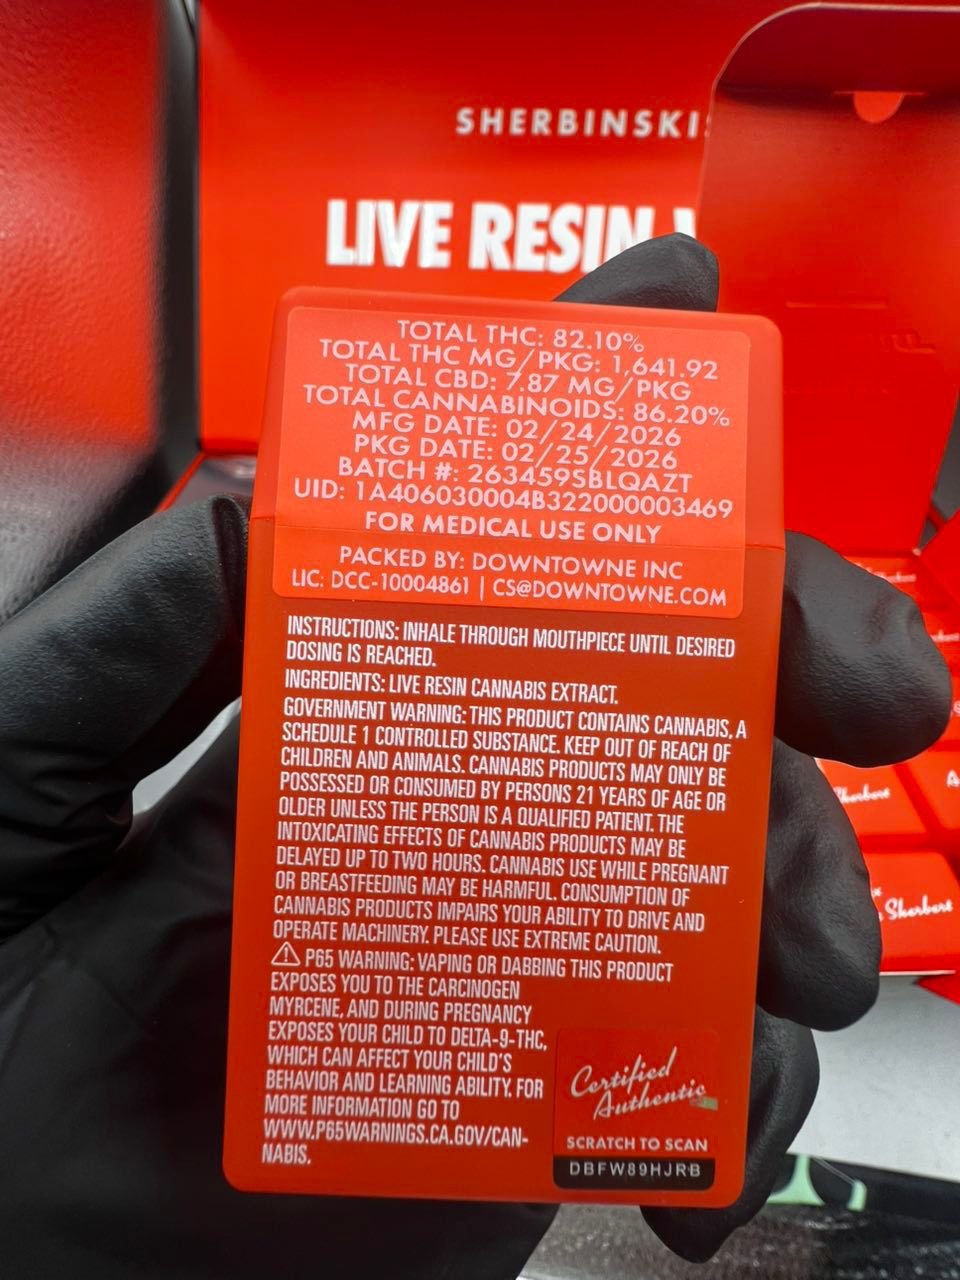 SHERBINSKI
LIVE RESIN
TOTAL THC: 82.10%
TOTAL THC MG/PKG: 1,641.92
TOTAL CBD: 7.87 MG/PKG
TOTAL CANNABINOIDS: 86.20%
MFG DATE: 02/24/2026
PKG DATE: 02/25/2026
BATCH #: 263459SBLQAZT
UID: 1A406030004B322000003469
FOR MEDICAL USE ONLY
PACKED BY: DOWNTOWNE INC
LIC: DCC-10004861 | CS@DOWNTOWNE.COM
INSTRUCTIONS: INHALE THROUGH MOUTHPIECE UNTIL DESIRED
DOSING IS REACHED.
INGREDIENTS: LIVE RESIN CANNABIS EXTRACT.
GOVERNMENT WARNING: THIS PRODUCT CONTAINS CANNABIS, A
SCHEDULE 1 CONTROLLED SUBSTANCE. KEEP OUT OF REACH OF
CHILDREN AND ANIMALS. CANNABIS PRODUCTS MAY ONLY BE
POSSESSED OR CONSUMED BY PERSONS 21 YEARS OF AGE OR
OLDER UNLESS THE PERSON IS A QUALIFIED PATIENT. THE
INTOXICATING EFFECTS OF CANNABIS PRODUCTS MAY BE
DELAYED UP TO TWO HOURS. CANNABIS USE WHILE PREGNANT
OR BREASTFEEDING MAY BE HARMFUL. CONSUMPTION OF
CANNABIS PRODUCTS IMPAIRS YOUR ABILITY TO DRIVE AND
OPERATE MACHINERY. PLEASE USE EXTREME CAUTION.
⚠ P65 WARNING: VAPING OR DABBING THIS PRODUCT
EXPOSES YOU TO THE CARCINOGEN
MYRCENE, AND DURING PREGNANCY
EXPOSES YOUR CHILD TO DELTA-9-THC,
WHICH CAN AFFECT YOUR CHILD'S
BEHAVIOR AND LEARNING ABILITY. FOR
MORE INFORMATION GO TO
WWW.P65WARNINGS.CA.GOV/CAN-
NABIS.
Certified
Authentic
SCRATCH TO SCAN
DBFW89HJRB
Sherbert
Sherbert